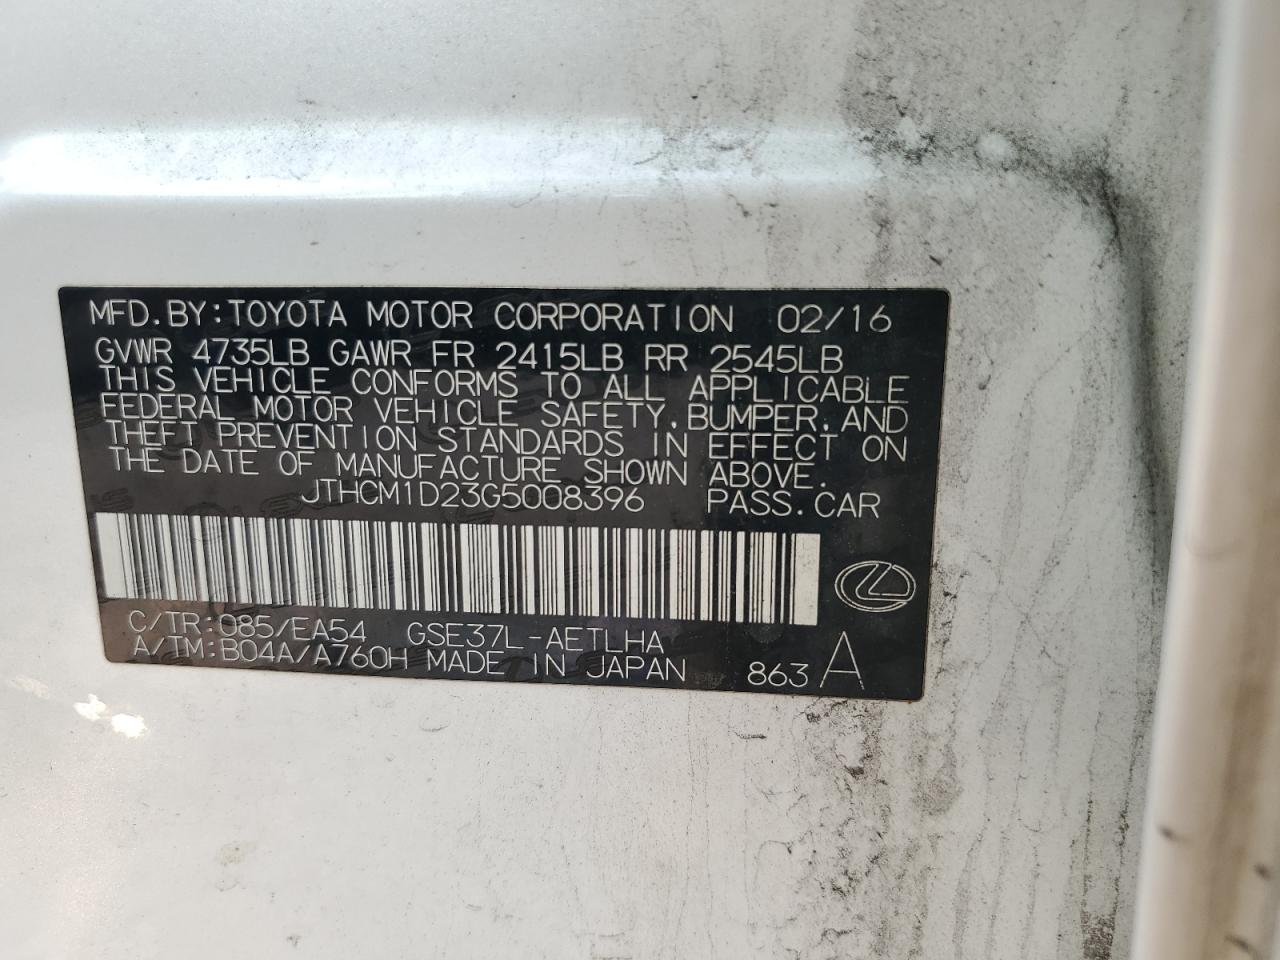 MFD.BY:TOYOTA MOTOR CORPORATION 02/16
GVWR 4735LB GAWR FR 2415LB RR 2545LB
THIS VEHICLE CONFORMS TO ALL APPLICABLE
FEDERAL MOTOR VEHICLE SAFETY,BUMPER,AND
THEFT PREVENTION STANDARDS IN EFFECT ON
THE DATE OF MANUFACTURE SHOWN ABOVE.
JTHCM1D23G5008396 PASS.CAR
C/TR:085/EA54 GSE37L-AETLHA
A/TM:B04A/A760H MADE IN JAPAN 863 A